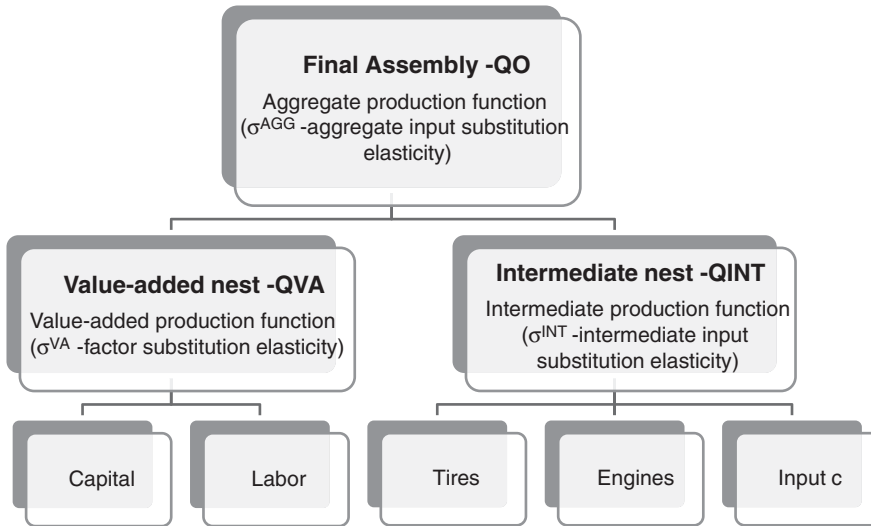 Final Assembly -QO
Aggregate production function
(σAGG -aggregate input substitution
elasticity)
Value-added nest -QVA
Value-added production function
(σVA -factor substitution elasticity)
Intermediate nest -QINT
Intermediate production function
(σINT -intermediate input
substitution elasticity)
Capital
Labor
Tires
Engines
Input c